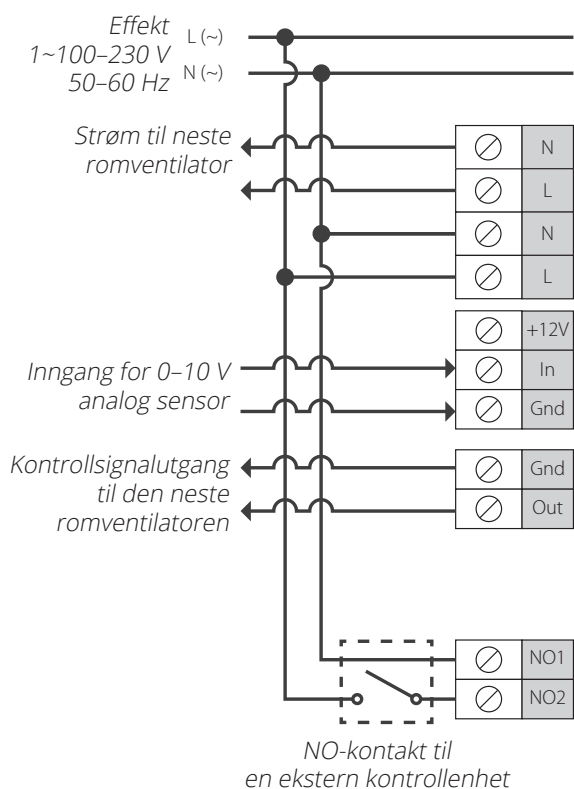 Effekt
1~100–230 V
50–60 Hz
L (~)
N (~)
Strøm til neste
romventilator
N
L
N
L
+12V
Inngang for 0–10 V
analog sensor
In
Gnd
Kontrollsignalutgang
til den neste
romventilatoren
Gnd
Out
NO1
NO2
NO-kontakt til
en ekstern kontrollenhet